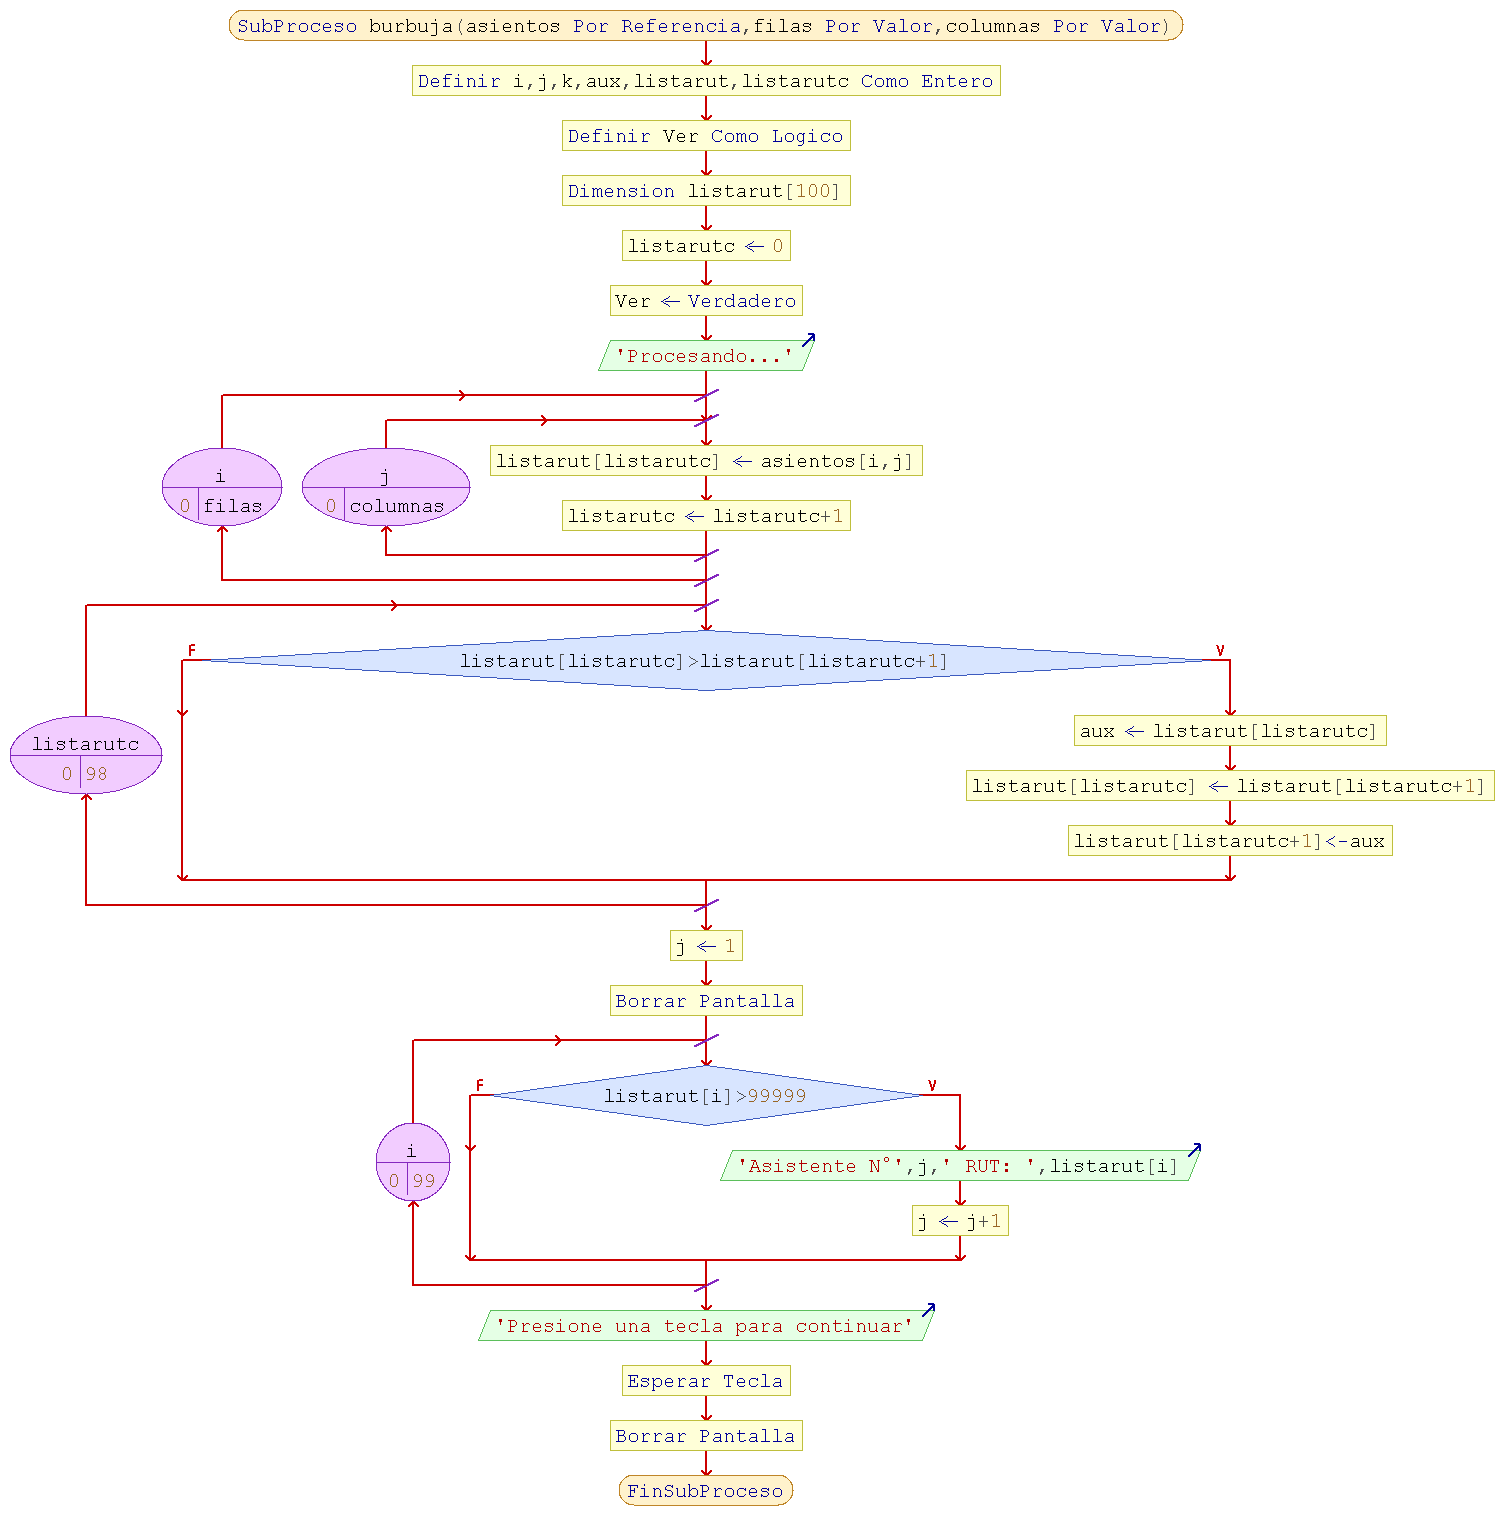 SubProceso burbuja(asientos Por Referencia,filas Por Valor,columnas Por Valor)
Definir i,j,k,aux,listarut,listarutc Como Entero
Definir Ver Como Logico
Dimension listarut[100]
listarutc ← 0
Ver ← Verdadero
'Procesando...'
i
0 filas
j
0 columnas
listarut[listarutc] ← asientos[i,j]
listarutc ← listarutc+1
F
listarut[listarutc]>listarut[listarutc+1]
V
listarutc
0 98
aux ← listarut[listarutc]
listarut[listarutc] ← listarut[listarutc+1]
listarut[listarutc+1]<-aux
j ← 1
Borrar Pantalla
F
listarut[i]>99999
V
i
0 99
'Asistente N°',j,' RUT: ',listarut[i]
j ← j+1
'Presione una tecla para continuar'
Esperar Tecla
Borrar Pantalla
FinSubProceso